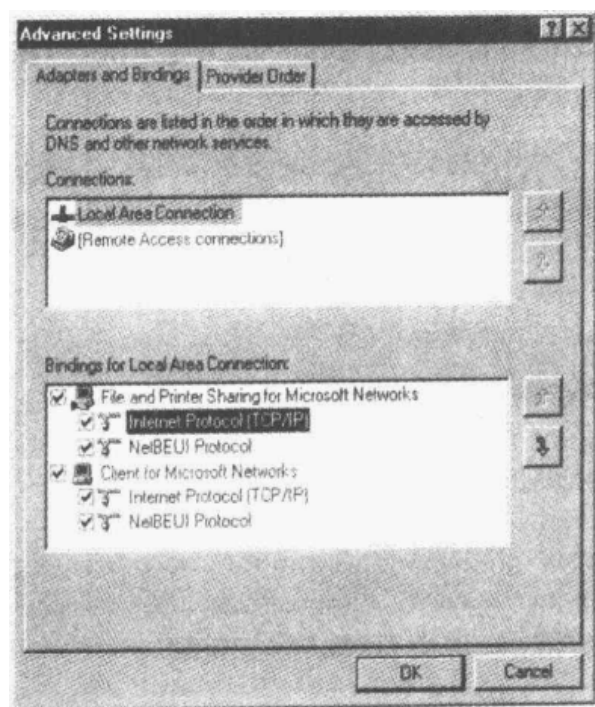 Advanced Settings
Adapters and Bindings
Provider Order
Connections are listed in the order in which they are accessed by
DNS and other network services.
Connections:
Local Area Connection
[Remote Access connections]
Bindings for Local Area Connection:
File and Printer Sharing for Microsoft Networks
Internet Protocol (TCP/IP)
NetBEUI Protocol
Client for Microsoft Networks
Internet Protocol (TCP/IP)
NetBEUI Protocol
OK
Cancel